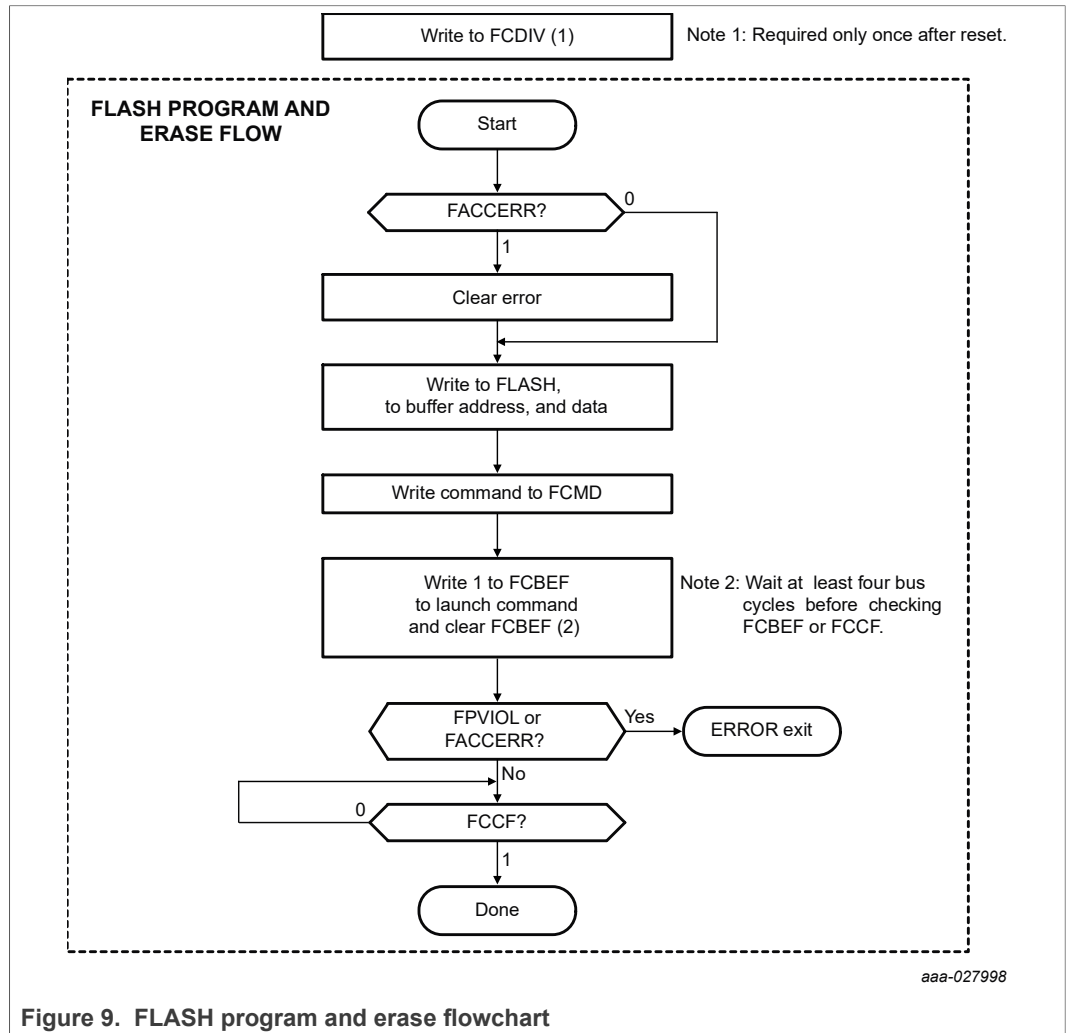 Write to FCDIV (1)
Note 1: Required only once after reset.
FLASH PROGRAM AND
ERASE FLOW
Start
FACCERR?
0
1
Clear error
Write to FLASH,
to buffer address, and data
Write command to FCMD
Write 1 to FCBEF
to launch command
and clear FCBEF (2)
Note 2: Wait at least four bus
cycles before checking
FCBEF or FCCF.
FPVIOL or
FACCERR?
Yes
ERROR exit
No
0
FCCF?
1
Done
aaa-027998
Figure 9. FLASH program and erase flowchart